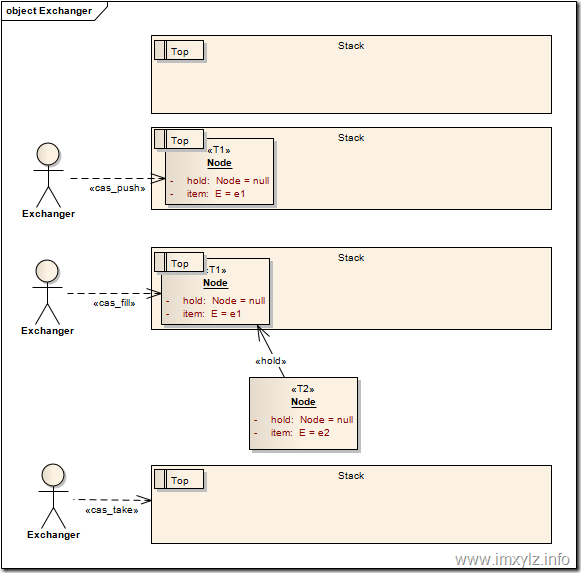 object Exchanger
Stack
Top
Stack
Top
«T1»
Node
- hold: Node = null
- item: E = e1
«cas_push»
Exchanger
Stack
Top
«T1»
Node
- hold: Node = null
- item: E = e1
«cas_fill»
Exchanger
«hold»
«T2»
Node
- hold: Node = null
- item: E = e2
Stack
Top
«cas_take»
Exchanger
www.imxylz.info